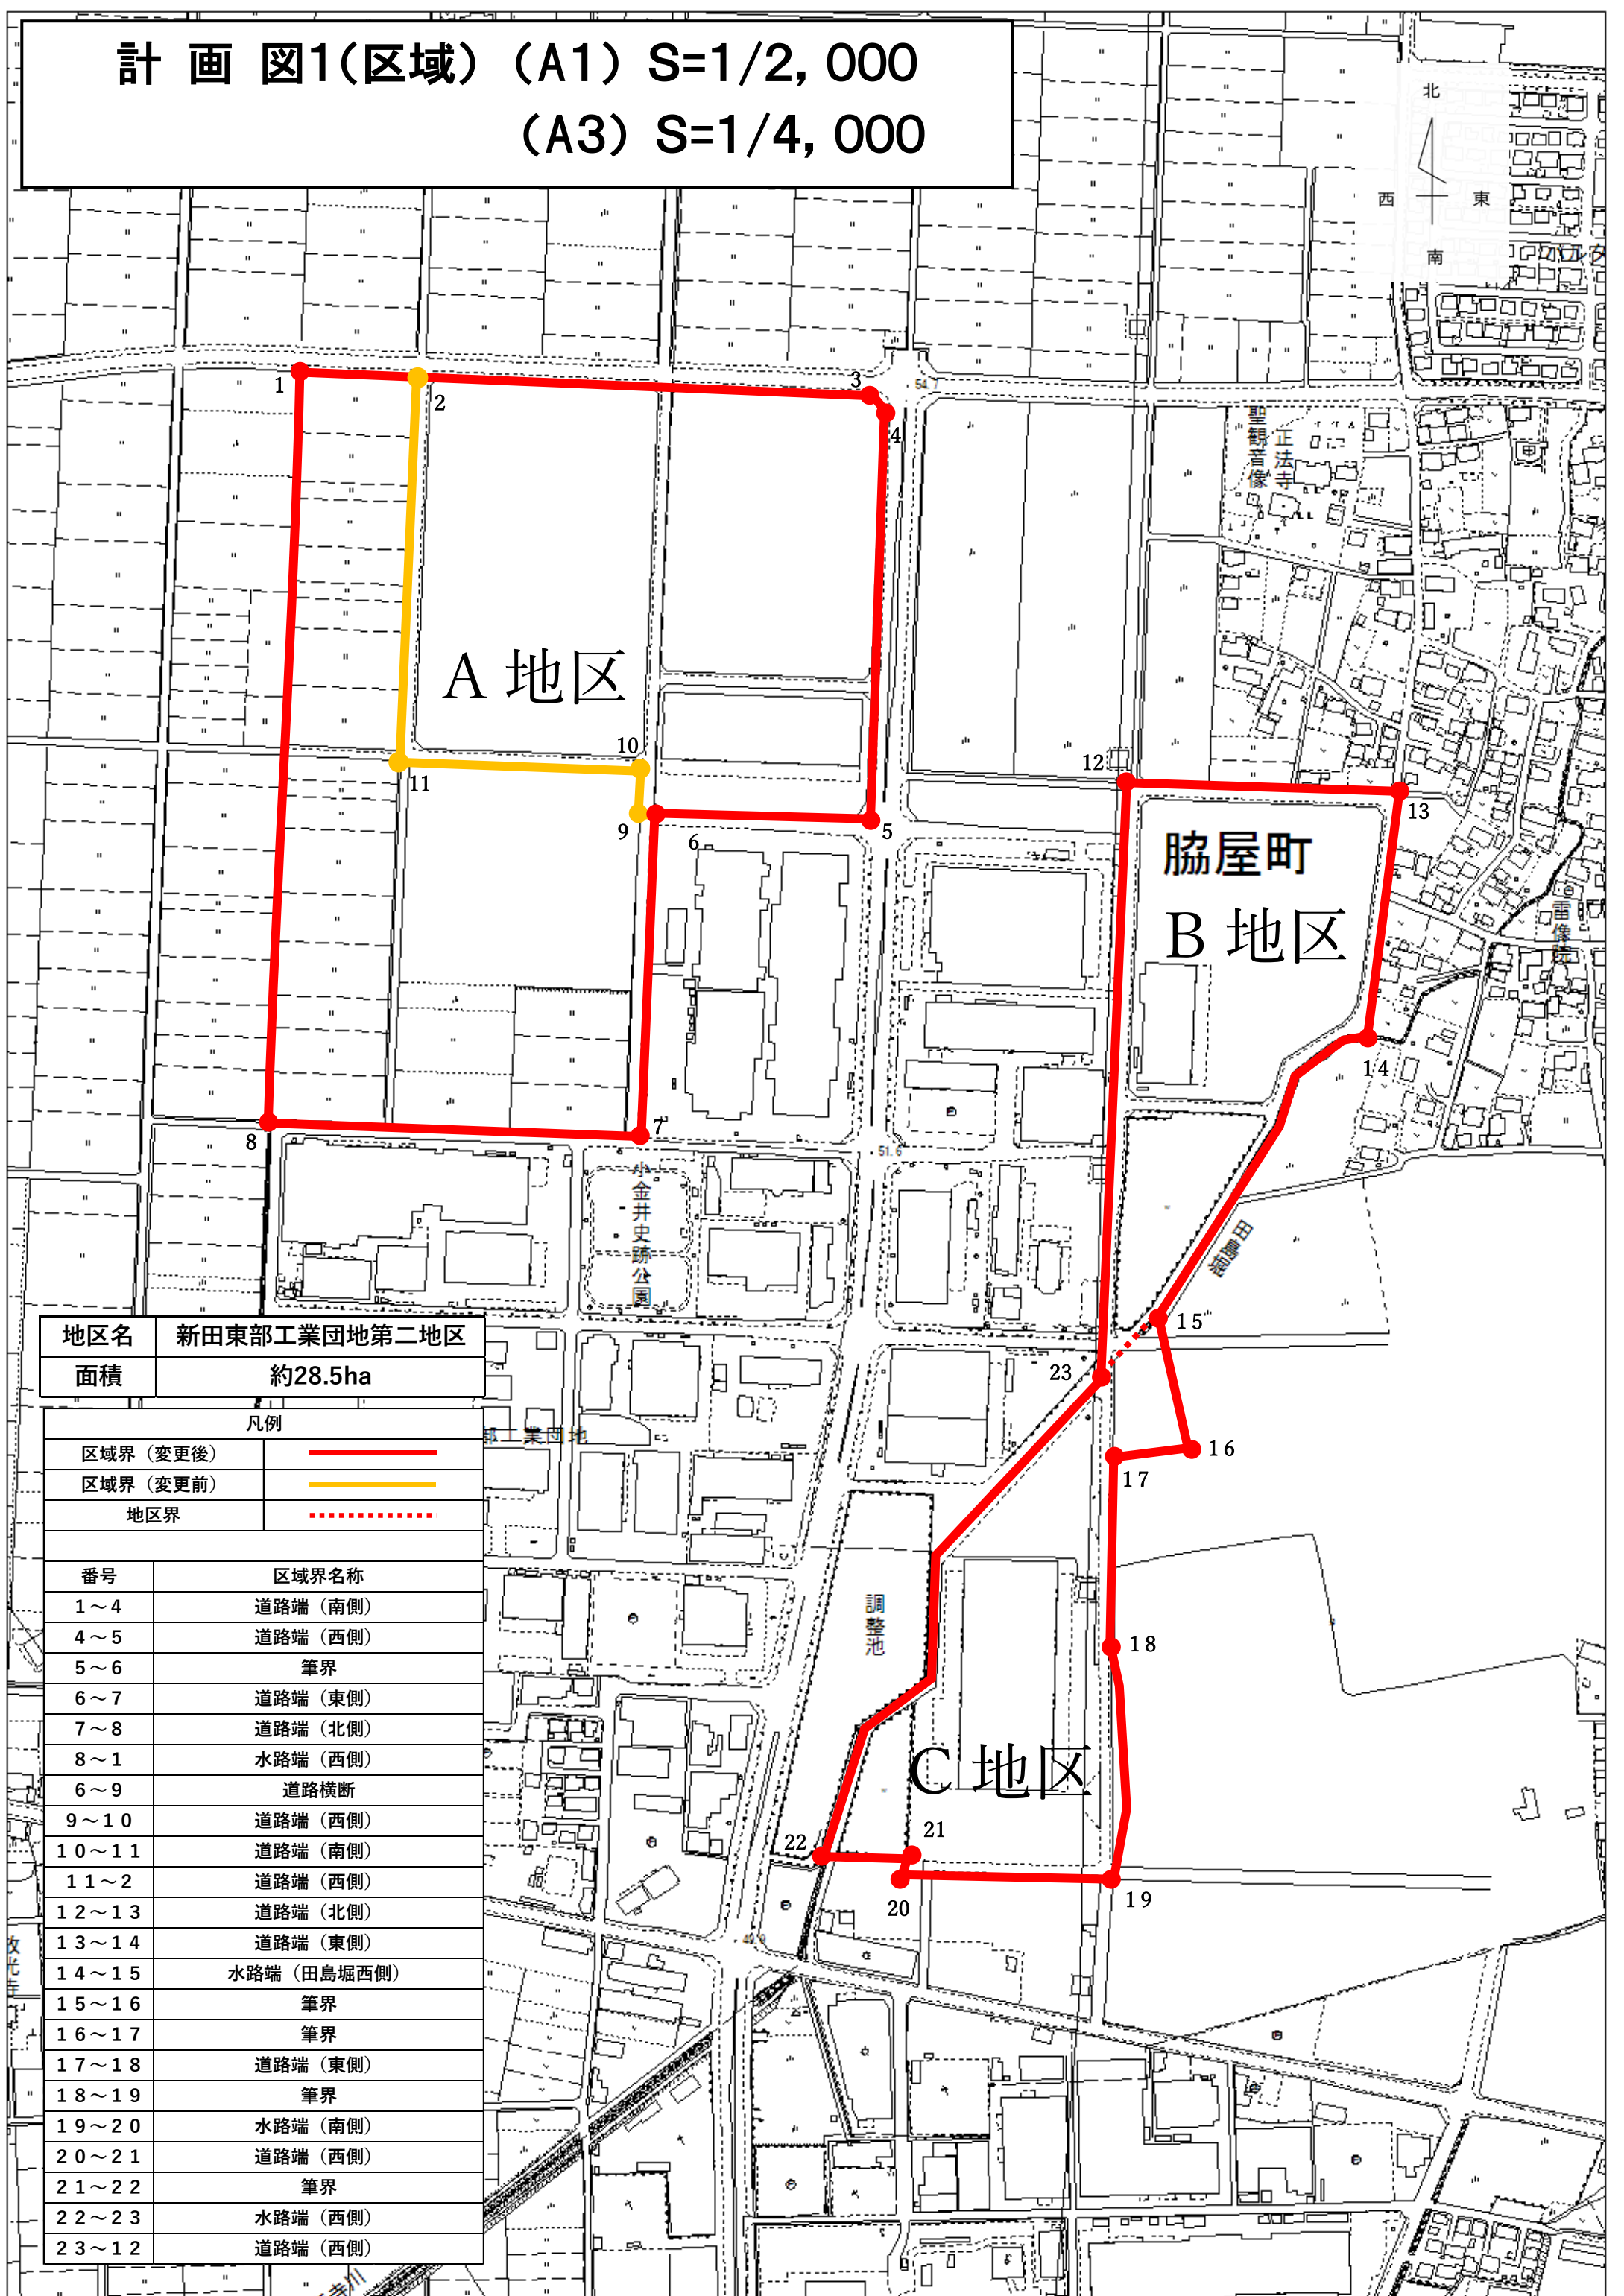 計 画 図1(区域) (A1) S=1/2,000
(A3) S=1/4,000
北
西 東
南
1
2
3
4
54.7
聖観音像
正法寺
A 地区
10
11
9
6
5
12
13
脇屋町
B 地区
雷像院
14
7
8
51.6
小金井史跡公園
田島堀
15
23
16
17
地区名 新田東部工業団地第二地区
面積 約28.5ha
部工業団地
凡例
区域界（変更後）
区域界（変更前）
地区界
調整池
18
C 地区
21
22
20
19
番号 区域界名称
1～4 道路端（南側）
4～5 道路端（西側）
5～6 筆界
6～7 道路端（東側）
7～8 道路端（北側）
8～1 水路端（西側）
6～9 道路横断
9～10 道路端（西側）
10～11 道路端（南側）
11～2 道路端（西側）
12～13 道路端（北側）
13～14 道路端（東側）
14～15 水路端（田島堀西側）
15～16 筆界
16～17 筆界
17～18 道路端（東側）
18～19 筆界
19～20 水路端（南側）
20～21 道路端（西側）
21～22 筆界
22～23 水路端（西側）
23～12 道路端（西側）